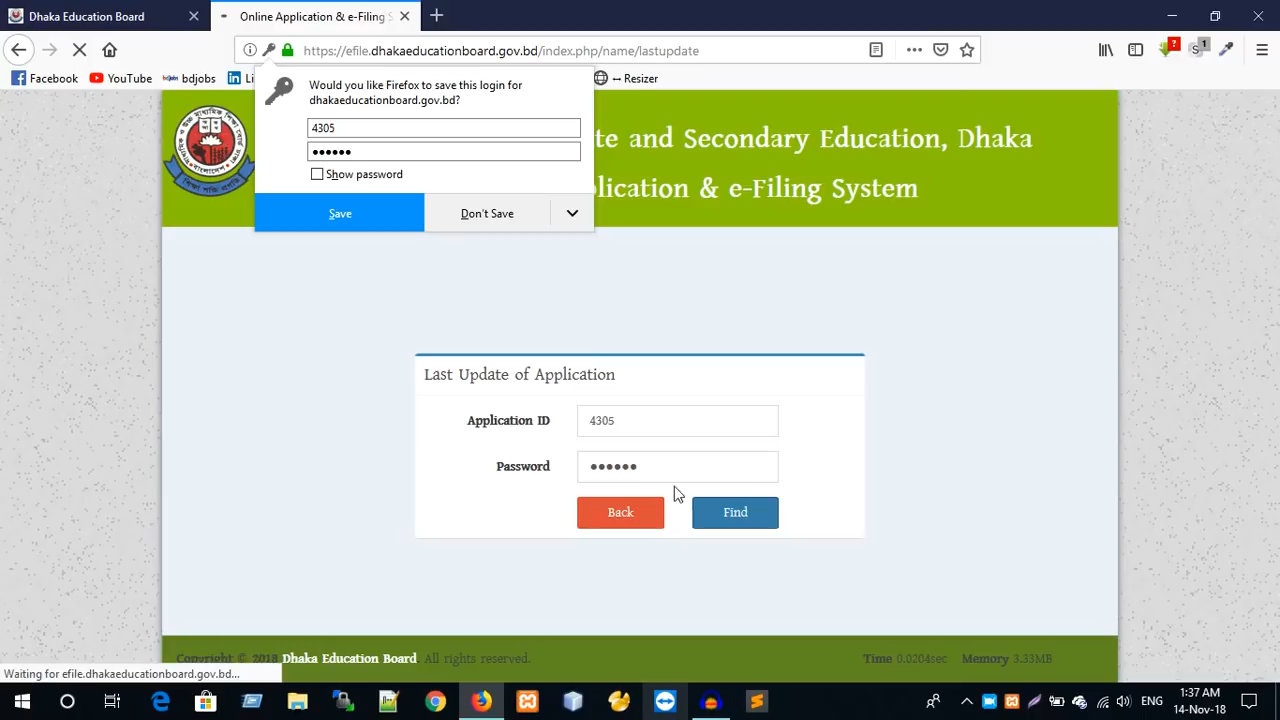 Dhaka Education Board
Online Application & e-Filing S
https://efile.dhakaeducationboard.gov.bd/index.php/name/lastupdate
Facebook
YouTube
bdjobs
bdjobs
Li
↔ Resizer
Would you like Firefox to save this login for
dhakaeducationboard.gov.bd?
4305
••••••
Show password
Save
Don't Save
te and Secondary Education, Dhaka
plication & e-Filing System
Last Update of Application
Application ID
4305
Password
••••••
Back
Find
Copyright © 2018 Dhaka Education Board. All rights reserved.
Time 0.0204sec
Memory 3.33MB
Waiting for efile.dhakaeducationboard.gov.bd...
ENG
1:37 AM
14-Nov-18